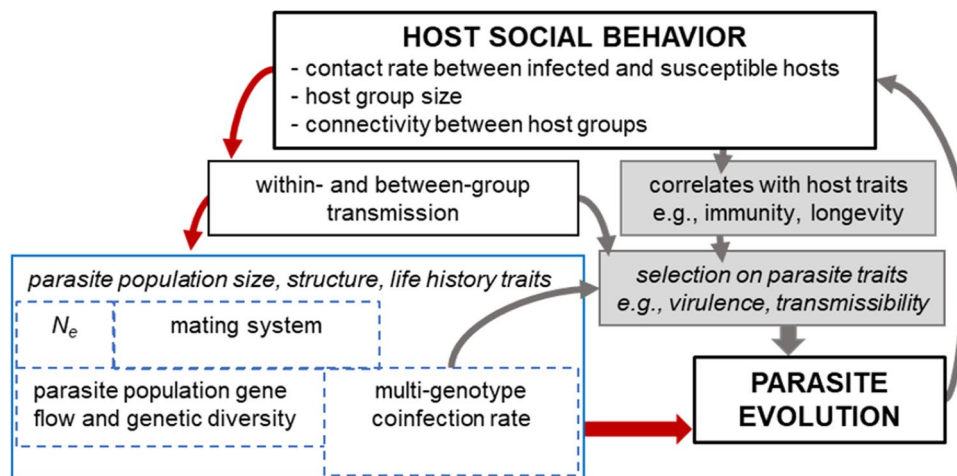 HOST SOCIAL BEHAVIOR
- contact rate between infected and susceptible hosts
- host group size
- connectivity between host groups
within- and between-group
transmission
correlates with host traits
e.g., immunity, longevity
parasite population size, structure, life history traits
selection on parasite traits
e.g., virulence, transmissibility
Ne
mating system
parasite population gene
flow and genetic diversity
multi-genotype
coinfection rate
PARASITE
EVOLUTION